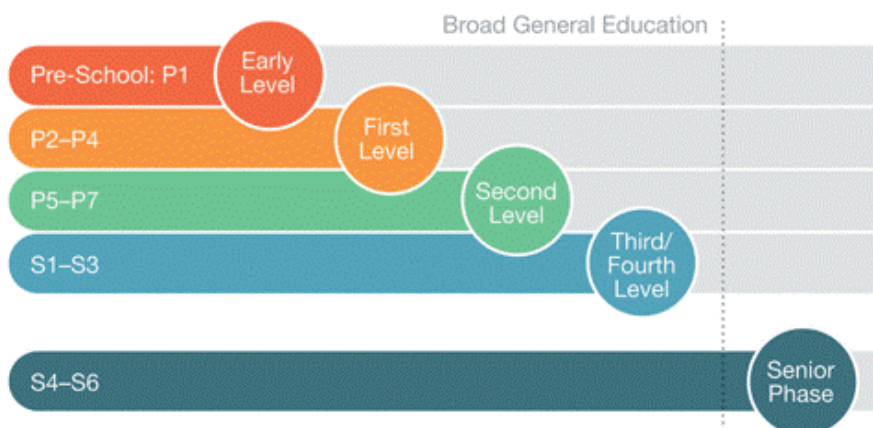 Broad General Education
Pre-School: P1
Early
Level
P2–P4
First
Level
P5–P7
Second
Level
S1–S3
Third/
Fourth
Level
S4–S6
Senior
Phase